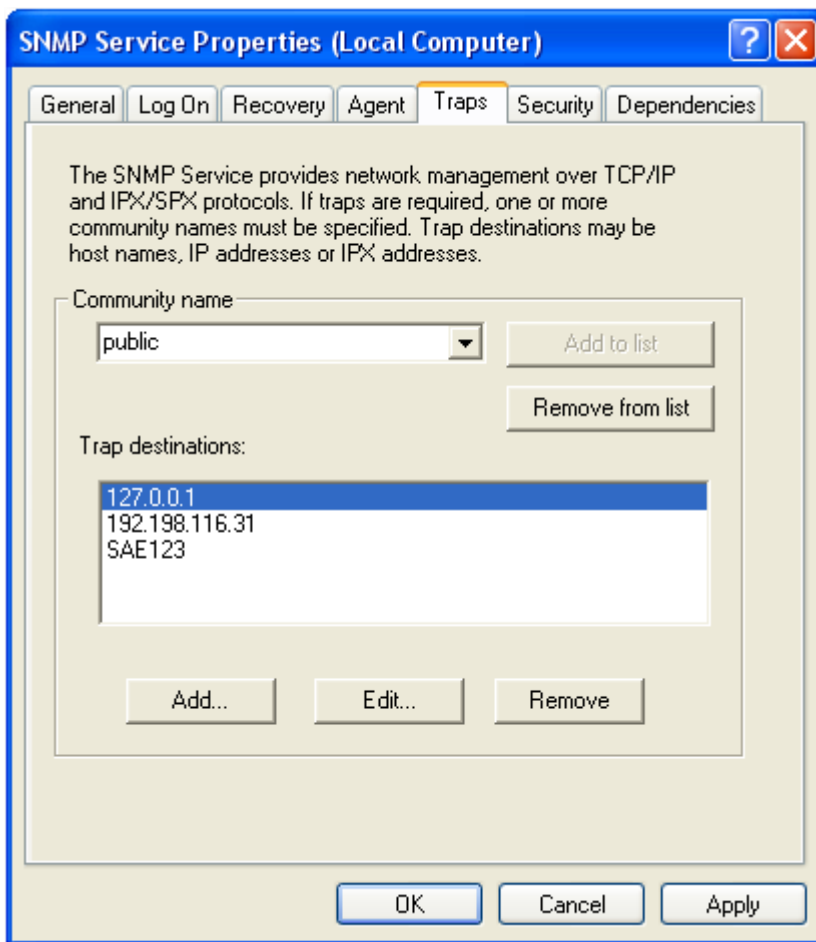 SNMP Service Properties (Local Computer)
General Log On Recovery Agent Traps Security Dependencies
The SNMP Service provides network management over TCP/IP
and IPX/SPX protocols. If traps are required, one or more
community names must be specified. Trap destinations may be
host names, IP addresses or IPX addresses.
Community name
public
Add to list
Remove from list
Trap destinations:
127.0.0.1
192.198.116.31
SAE123
Add... Edit... Remove
OK Cancel Apply